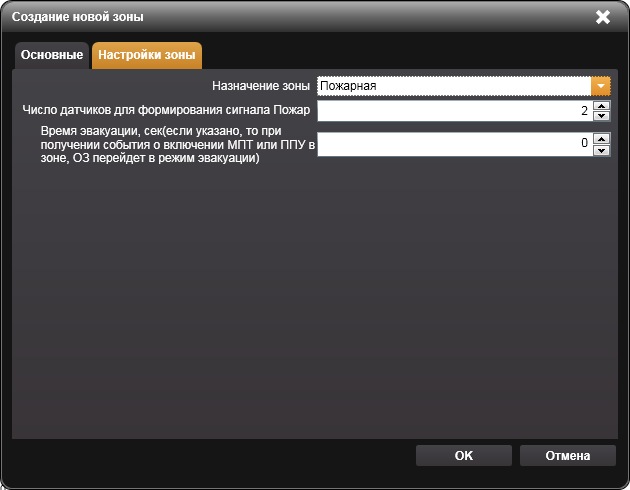 Создание новой зоны
Основные
Настройки зоны
Назначение зоны
Пожарная
Число датчиков для формирования сигнала Пожар
2
Время эвакуации, сек(если указано, то при
получении события о включении МПТ или ППУ в
зоне, ОЗ перейдет в режим эвакуации)
0
OK
Отмена